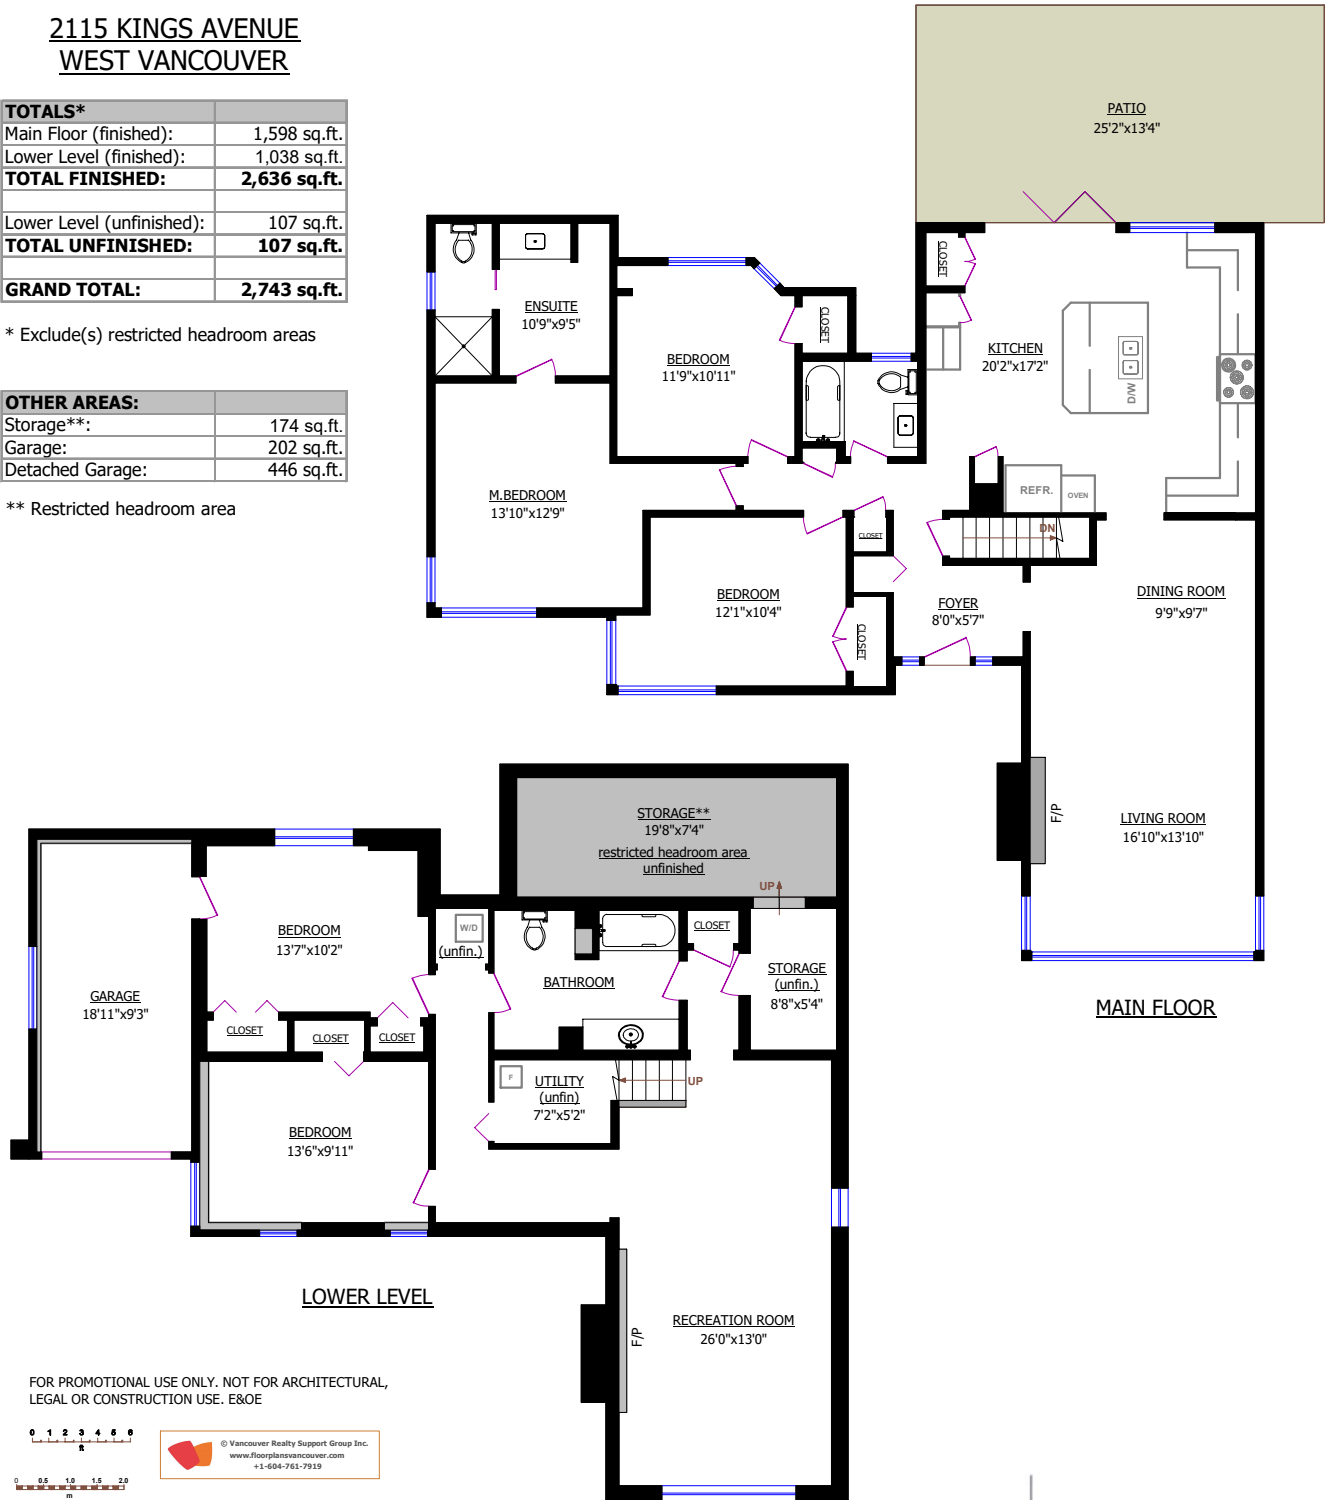 2115 KINGS AVENUE
WEST VANCOUVER
TOTALS*
Main Floor (finished): 1,598 sq.ft.
Lower Level (finished): 1,038 sq.ft.
TOTAL FINISHED: 2,636 sq.ft.
Lower Level (unfinished): 107 sq.ft.
TOTAL UNFINISHED: 107 sq.ft.
GRAND TOTAL: 2,743 sq.ft.
* Exclude(s) restricted headroom areas
OTHER AREAS:
Storage**: 174 sq.ft.
Garage: 202 sq.ft.
Detached Garage: 446 sq.ft.
** Restricted headroom area
PATIO
25'2"x13'4"
CLOSET
ENSUITE
10'9"x9'5"
CLOSET
BEDROOM
11'9"x10'11"
KITCHEN
20'2"x17'2"
D/W
M.BEDROOM
13'10"x12'9"
REFR.
OVEN
CLOSET
DN
BEDROOM
12'1"x10'4"
CLOSET
FOYER
8'0"x5'7"
DINING ROOM
9'9"x9'7"
F/P
LIVING ROOM
16'10"x13'10"
MAIN FLOOR
STORAGE**
19'8"x7'4"
restricted headroom area
unfinished
UP
BEDROOM
13'7"x10'2"
W/D
(unfin.)
CLOSET
BATHROOM
STORAGE
(unfin.)
8'8"x5'4"
GARAGE
18'11"x9'3"
CLOSET
CLOSET
CLOSET
F
UTILITY
(unfin)
7'2"x5'2"
UP
BEDROOM
13'6"x9'11"
LOWER LEVEL
F/P
RECREATION ROOM
26'0"x13'0"
FOR PROMOTIONAL USE ONLY. NOT FOR ARCHITECTURAL,
LEGAL OR CONSTRUCTION USE. E&OE
0 1 2 3 4 5 6
ft
© Vancouver Realty Support Group Inc.
www.floorplansvancouver.com
+1-604-761-7919
0 0.5 1.0 1.5 2.0
m